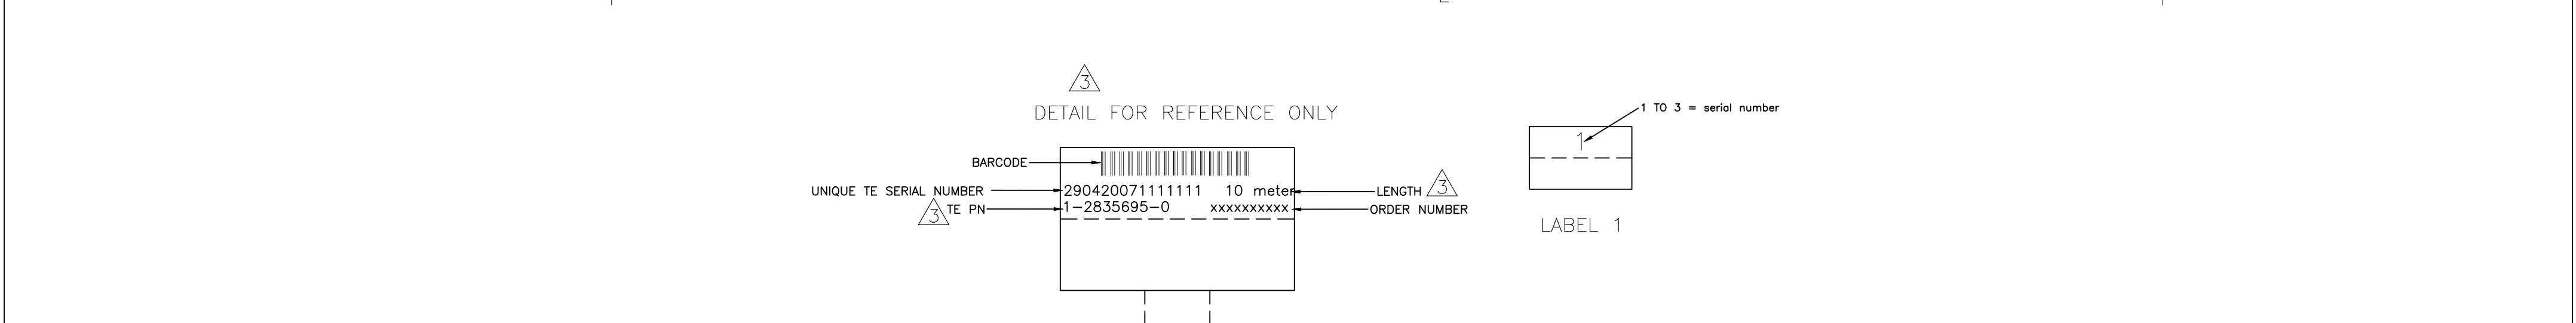 3
DETAIL FOR REFERENCE ONLY
BARCODE
UNIQUE TE SERIAL NUMBER
290420071111111 10 meter
LENGTH 3
3 TE PN
1-2835695-0 xxxxxxxxxx
ORDER NUMBER
1 TO 3 = serial number
1
LABEL 1